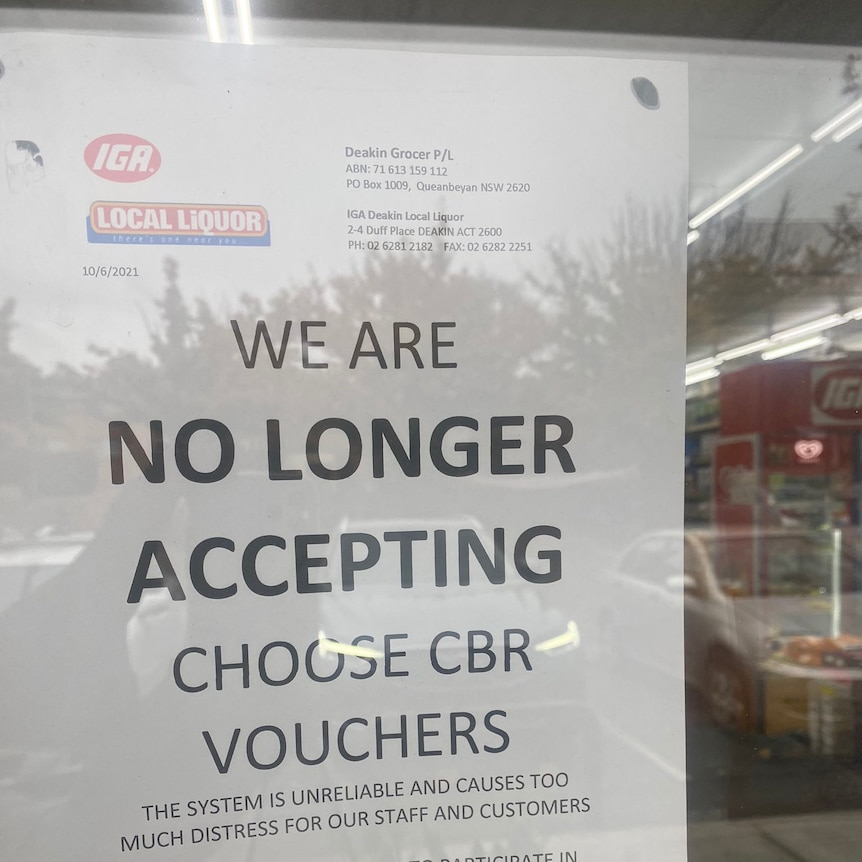 IGA
LOCAL LiQUOR
there's one near you
Deakin Grocer P/L
ABN: 71 613 159 112
PO Box 1009, Queanbeyan NSW 2620
IGA Deakin Local Liquor
2-4 Duff Place DEAKIN ACT 2600
PH: 02 6281 2182 FAX: 02 6282 2251
10/6/2021
WE ARE
NO LONGER
ACCEPTING
CHOOSE CBR
VOUCHERS
THE SYSTEM IS UNRELIABLE AND CAUSES TOO
MUCH DISTRESS FOR OUR STAFF AND CUSTOMERS
TO PARTICIPATE IN
IGA